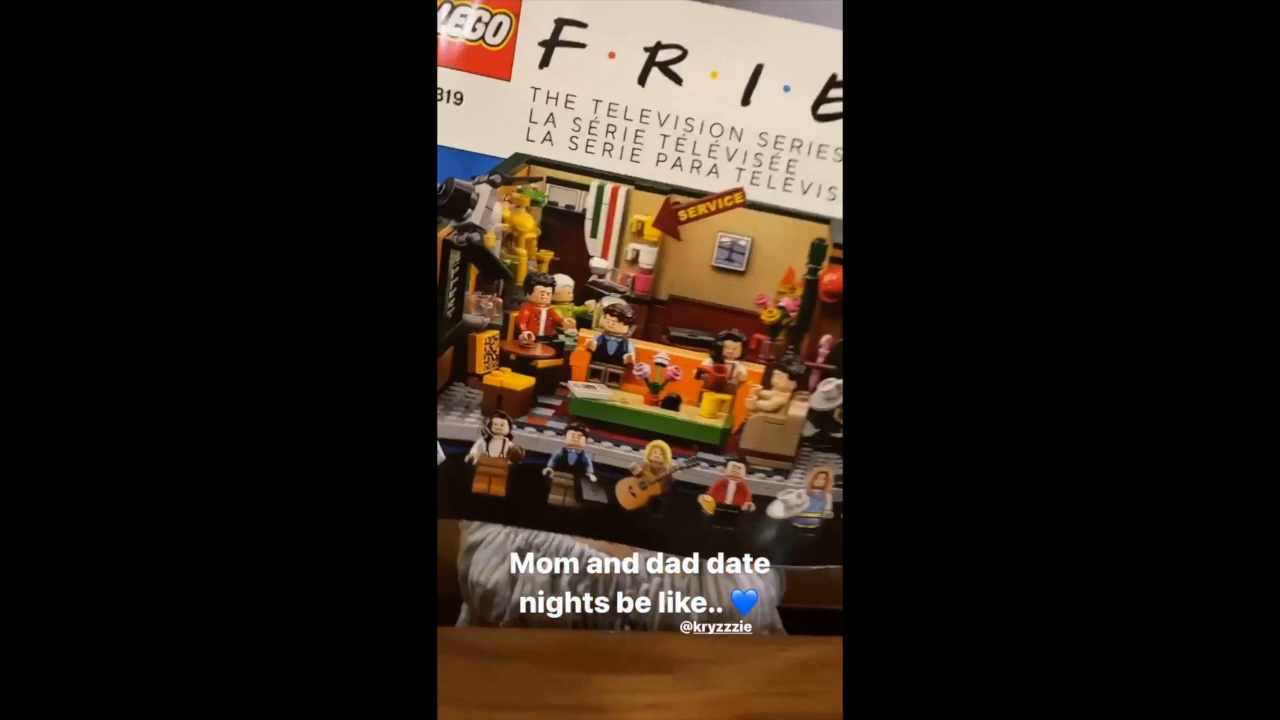 LEGO
F·R·I·E
319
THE TELEVISION SERIES
LA SÉRIE TÉLÉVISÉE
LA SERIE PARA TELEVIS
SERVICE
Mom and dad date
nights be like.. 💙
@kryzzzie